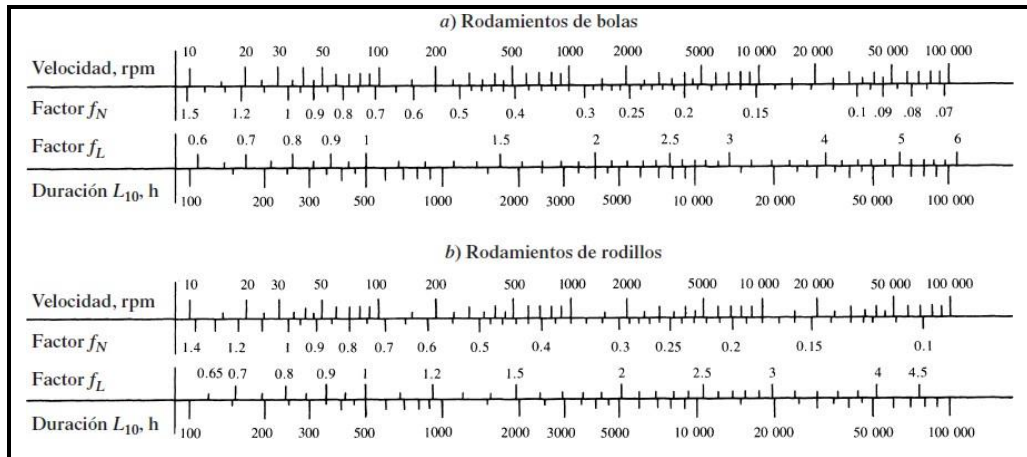 a) Rodamientos de bolas
10 20 30 50 100 200 500 1000 2000 5000 10 000 20 000 50 000 100 000
Velocidad, rpm
Factor fN
1.5 1.2 1 0.9 0.8 0.7 0.6 0.5 0.4 0.3 0.25 0.2 0.15 0.1 .09 .08 .07
0.6 0.7 0.8 0.9 1 1.5 2 2.5 3 4 5 6
Factor fL
Duración L10, h
100 200 300 500 1000 2000 3000 5000 10 000 20 000 50 000 100 000
b) Rodamientos de rodillos
10 20 30 50 100 200 500 1000 2000 5000 10 000 20 000 50 000 100 000
Velocidad, rpm
Factor fN
1.4 1.2 1 0.9 0.8 0.7 0.6 0.5 0.4 0.3 0.25 0.2 0.15 0.1
0.65 0.7 0.8 0.9 1 1.2 1.5 2 2.5 3 4 4.5
Factor fL
Duración L10, h
100 200 300 500 1000 2000 3000 5000 10 000 20 000 50 000 100 000